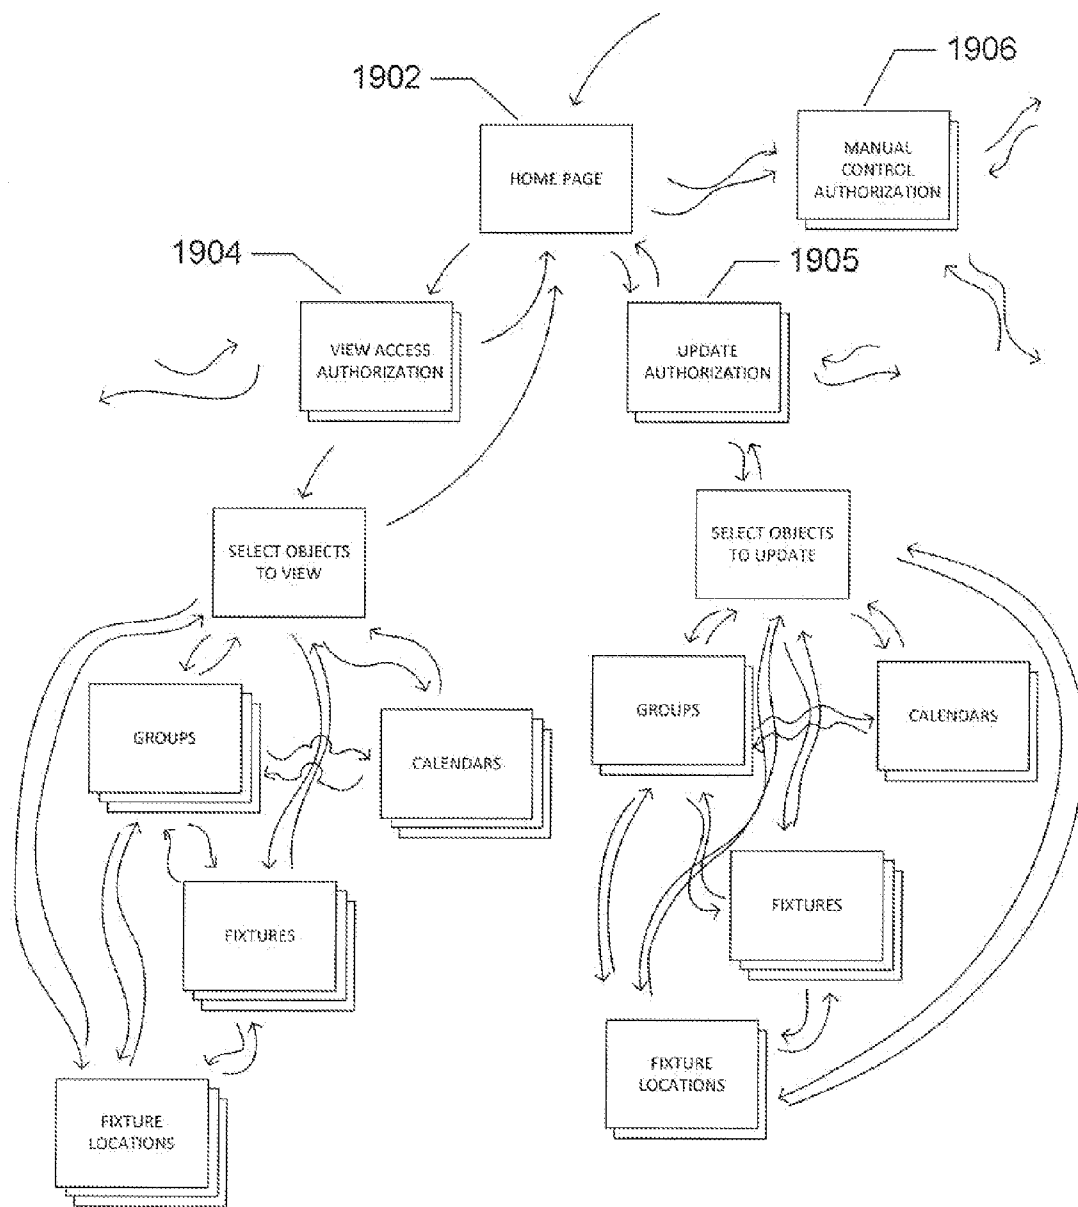 1902
1906
HOME PAGE
MANUAL
CONTROL
AUTHORIZATION
1904
1905
VIEW ACCESS
AUTHORIZATION
UPDATE
AUTHORIZATION
SELECT OBJECTS
TO VIEW
SELECT OBJECTS
TO UPDATE
GROUPS
CALENDARS
GROUPS
CALENDARS
FIXTURES
FIXTURES
FIXTURE
LOCATIONS
FIXTURE
LOCATIONS